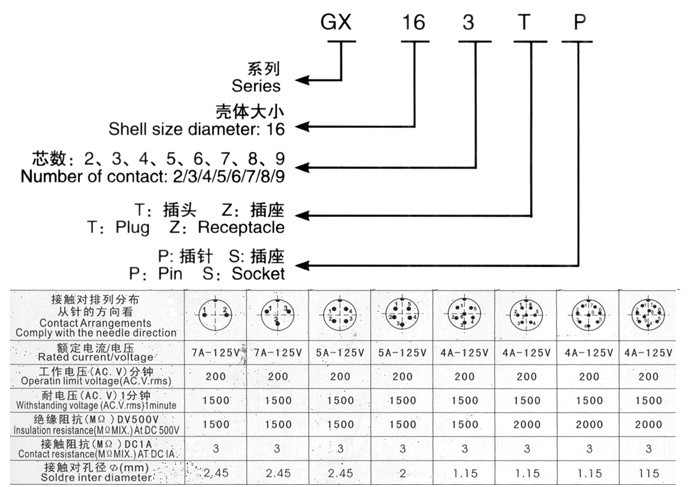 GX 16 3 T P
系列
Series
壳体大小
Shell size diameter: 16
芯数：2、3、4、5、6、7、8、9
Number of contact: 2/3/4/5/6/7/8/9
T：插头 Z：插座
T：Plug Z：Receptacle
P: 插针 S: 插座
P：Pin S：Socket
接触对排列分布
从针的方向看
Contact Arrangements
Comply with the needle direction
额定电流/电压
Rated current/voltage
7A-125V 7A-125V 5A-125V 5A-125V 4A-125V 4A-125V 4A-125V 4A-125V
工作电压(AC. V)分钟
Operatin limit voltage(AC.V.rms)
200 200 200 200 200 200 200 200
耐电压(AC. V)1分钟
Withstanding voltage (AC.V.rms)1minute
1500 1500 1500 1500 1500 1500 1500 1500
绝缘阻抗(MΩ)DV500V
Insulation resistance(MΩMIX.) At DC 500V
1500 1500 1500 1500 1500 2000 2000 2000
接触阻抗(MΩ)DC1A
Contact resistance(MΩMIX.) AT DC IA.
3 3 3 3 3 3 3 3
接触对孔径Φ(mm)
Soldre inter diameter
2.45 2.45 2.45 2 1.15 1.15 1.15 115